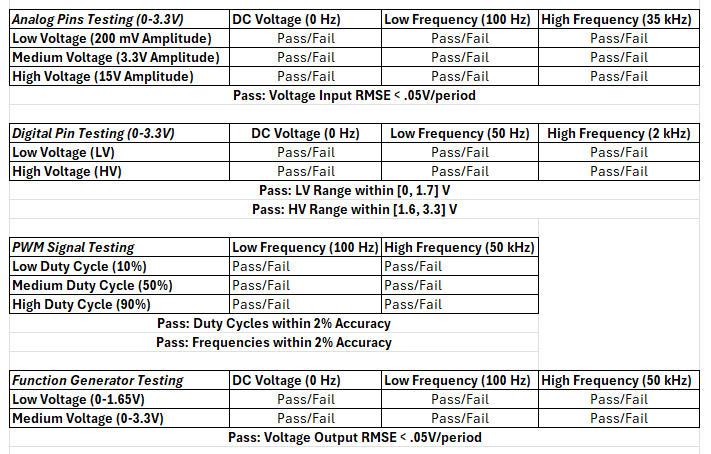 Analog Pins Testing (0-3.3V) DC Voltage (0 Hz) Low Frequency (100 Hz) High Frequency (35 kHz)
Low Voltage (200 mV Amplitude) Pass/Fail Pass/Fail Pass/Fail
Medium Voltage (3.3V Amplitude) Pass/Fail Pass/Fail Pass/Fail
High Voltage (15V Amplitude) Pass/Fail Pass/Fail Pass/Fail
Pass: Voltage Input RMSE < .05V/period
Digital Pin Testing (0-3.3V) DC Voltage (0 Hz) Low Frequency (50 Hz) High Frequency (2 kHz)
Low Voltage (LV) Pass/Fail Pass/Fail Pass/Fail
High Voltage (HV) Pass/Fail Pass/Fail Pass/Fail
Pass: LV Range within [0, 1.7] V
Pass: HV Range within [1.6, 3.3] V
PWM Signal Testing Low Frequency (100 Hz) High Frequency (50 kHz)
Low Duty Cycle (10%) Pass/Fail Pass/Fail
Medium Duty Cycle (50%) Pass/Fail Pass/Fail
High Duty Cycle (90%) Pass/Fail Pass/Fail
Pass: Duty Cycles within 2% Accuracy
Pass: Frequencies within 2% Accuracy
Function Generator Testing DC Voltage (0 Hz) Low Frequency (100 Hz) High Frequency (50 kHz)
Low Voltage (0-1.65V) Pass/Fail Pass/Fail Pass/Fail
Medium Voltage (0-3.3V) Pass/Fail Pass/Fail Pass/Fail
Pass: Voltage Output RMSE < .05V/period